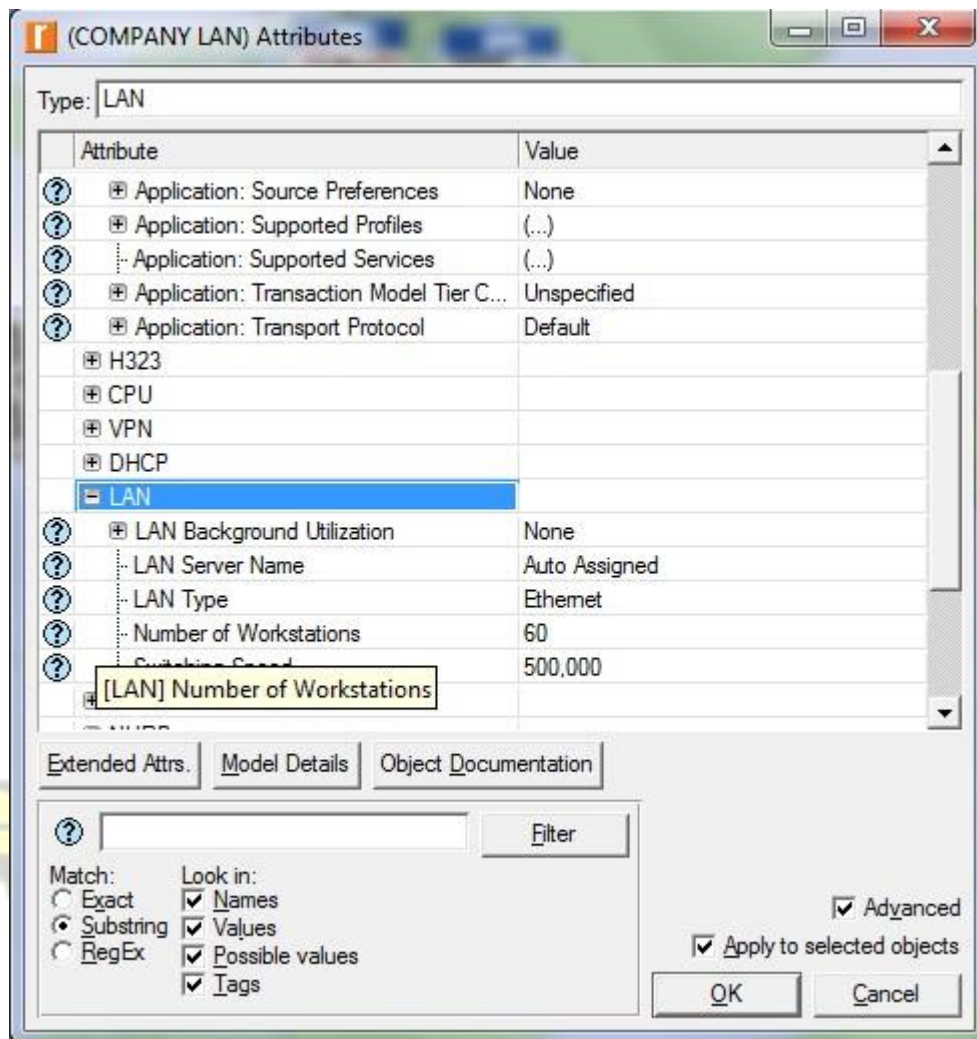 (COMPANY LAN) Attributes
Type: LAN
Attribute Value
Application: Source Preferences None
Application: Supported Profiles (...)
Application: Supported Services (...)
Application: Transaction Model Tier C... Unspecified
Application: Transport Protocol Default
H323
CPU
VPN
DHCP
LAN
LAN Background Utilization None
LAN Server Name Auto Assigned
LAN Type Ethernet
Number of Workstations 60
500,000
[LAN] Number of Workstations
Extended Attrs. Model Details Object Documentation
Filter
Match: Look in:
Exact Names
Substring Values
RegEx Possible values
Tags
Advanced
Apply to selected objects
OK Cancel